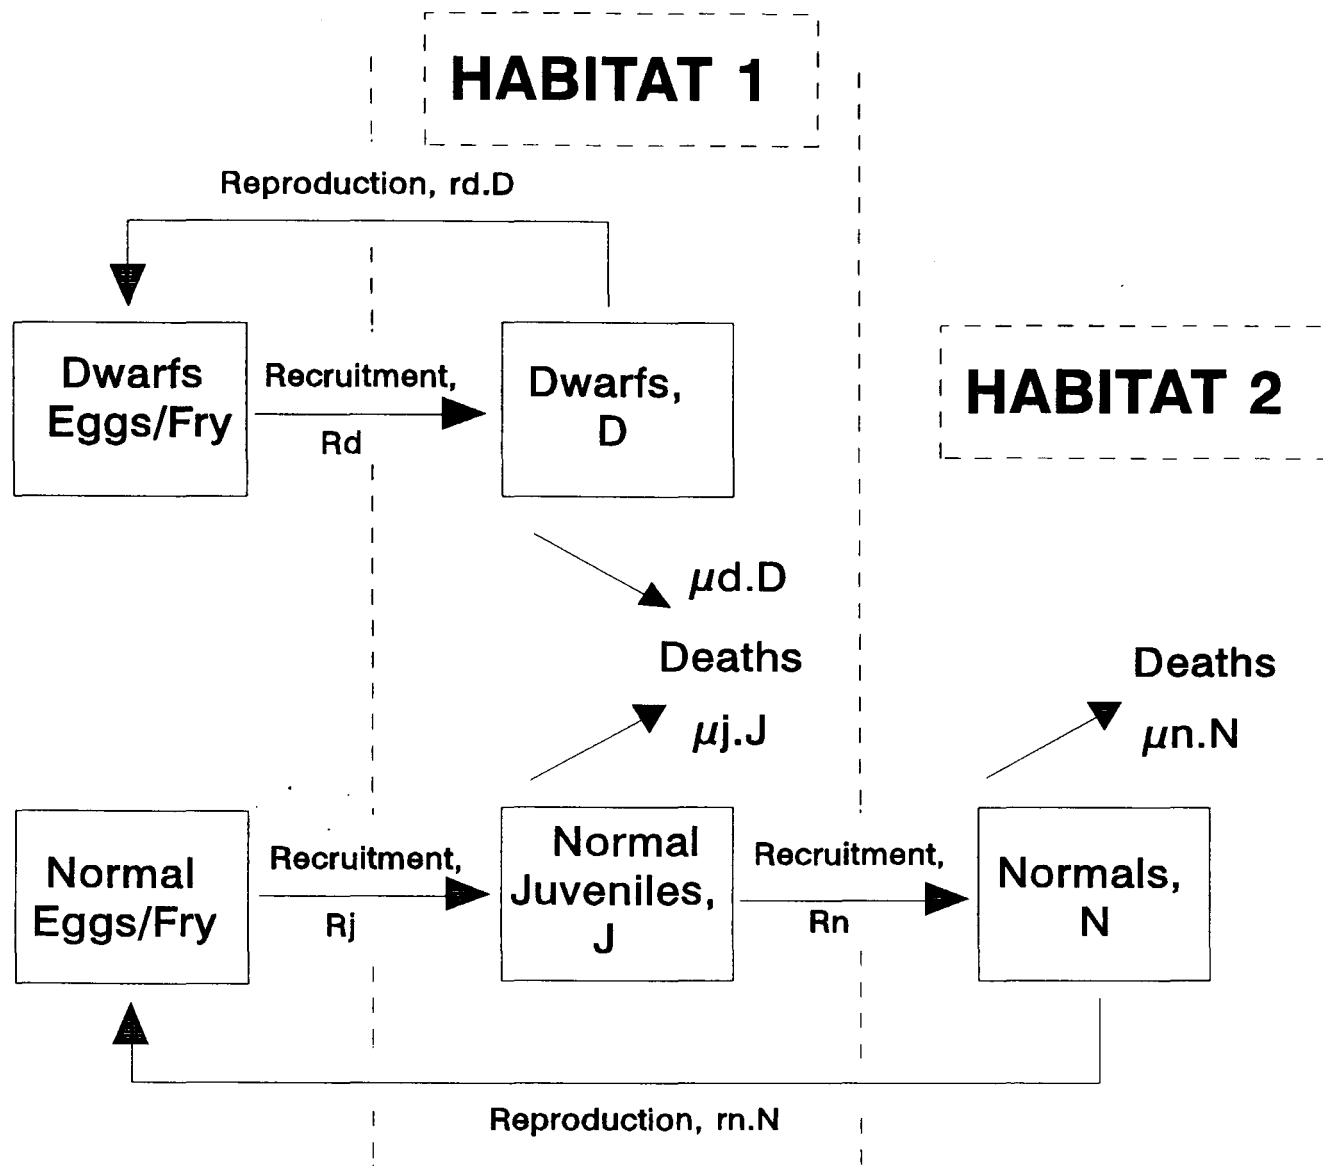 HABITAT 1
Reproduction, rd.D
Dwarfs
Eggs/Fry
Recruitment,
Rd
Dwarfs,
D
HABITAT 2
µd.D
Deaths
µj.J
Deaths
µn.N
Normal
Eggs/Fry
Recruitment,
Rj
Normal
Juveniles,
J
Recruitment,
Rn
Normals,
N
Reproduction, rn.N